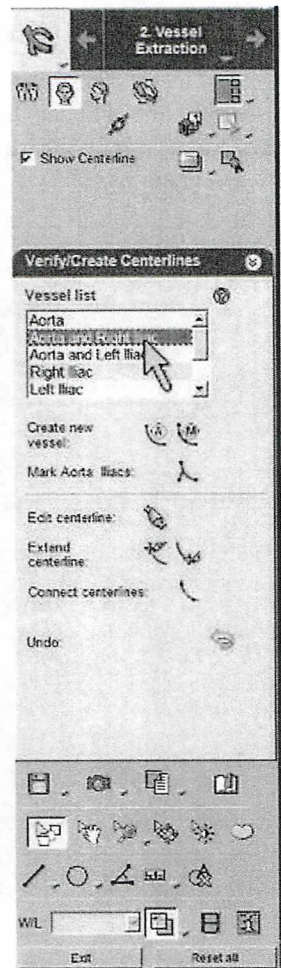 2. Vessel
Extraction
Show Centerline
Verify/Create Centerlines
Vessel list
Aorta
Aorta and Right Iliac
Aorta and Left Iliac
Right Iliac
Left Iliac
Create new
vessel:
A
M
Mark Aorta Iliacs:
Edit centerline:
Extend
centerline:
Connect centerlines:
Undo:
W/L
Exit
Reset all